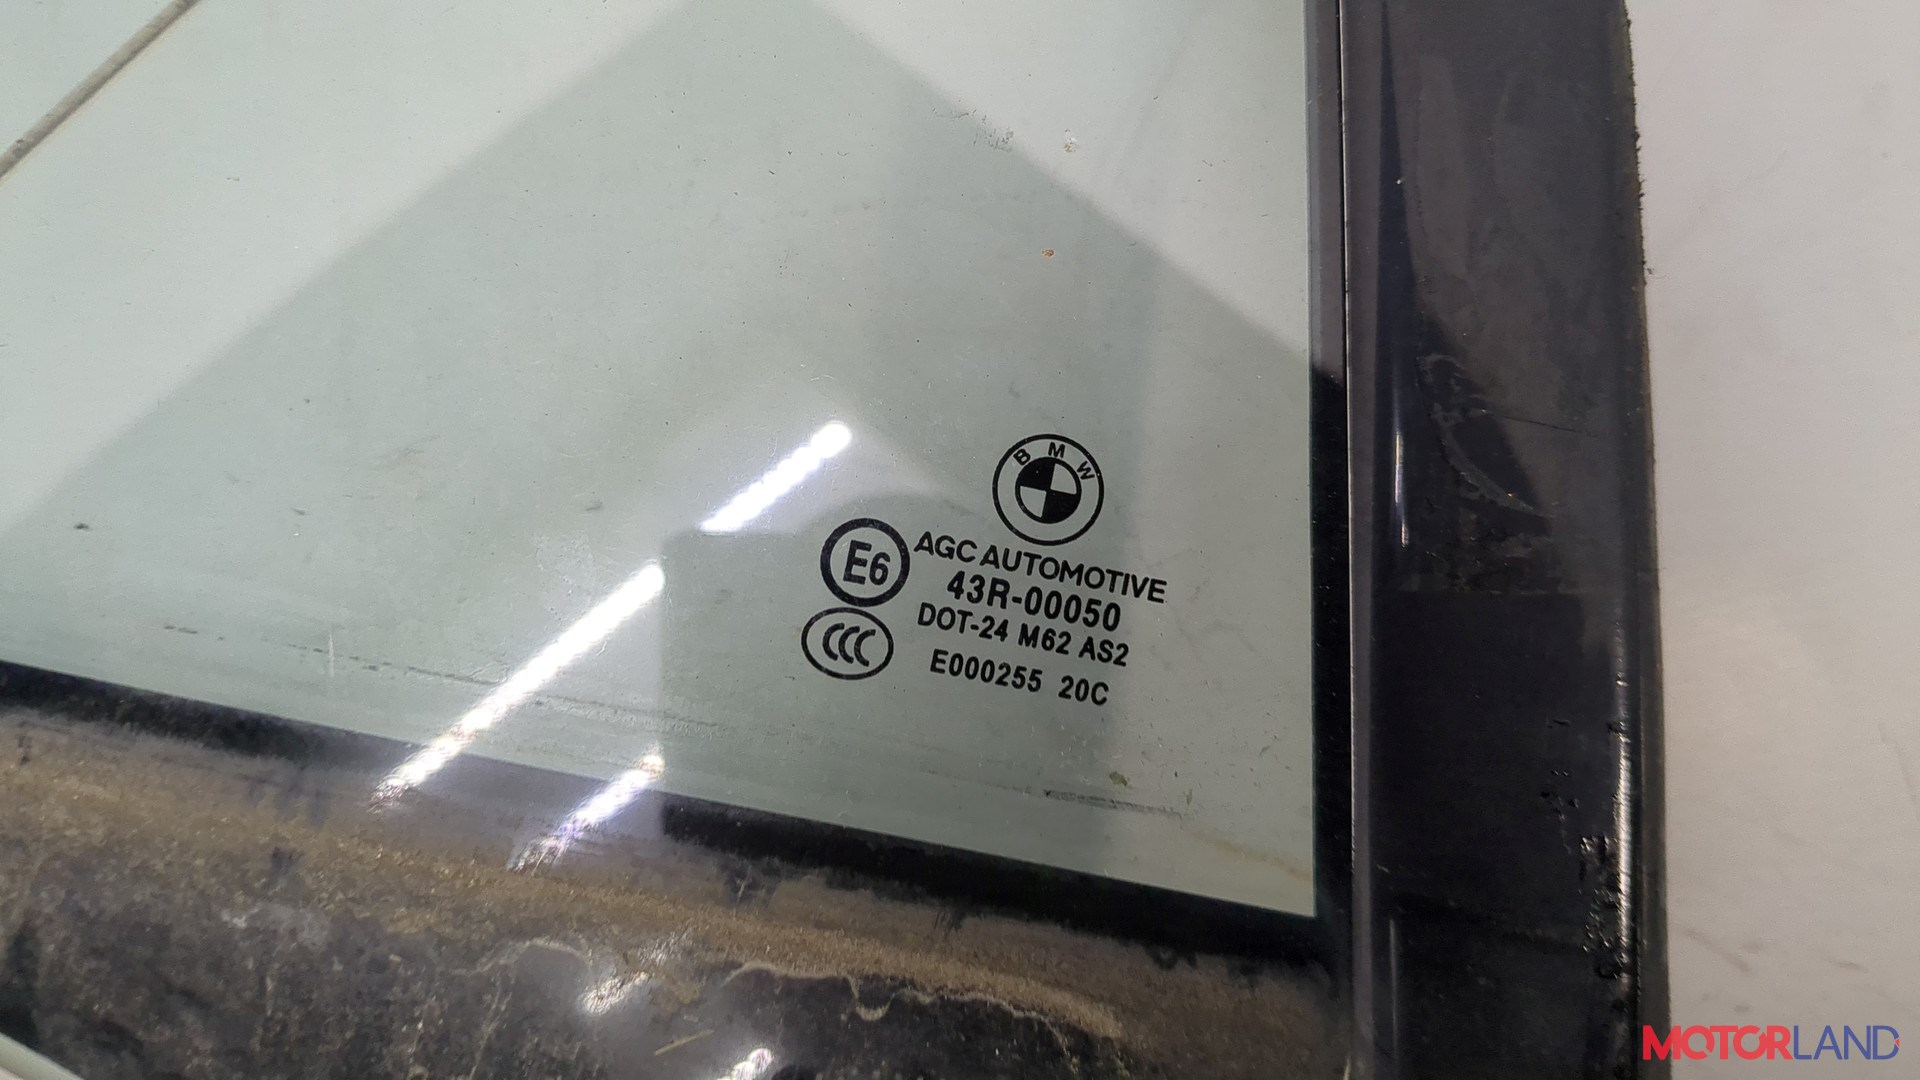 BMW
AGC AUTOMOTIVE
E6
43R-00050
DOT-24 M62 AS2
CCC
E000255 20C
MOTORLAND